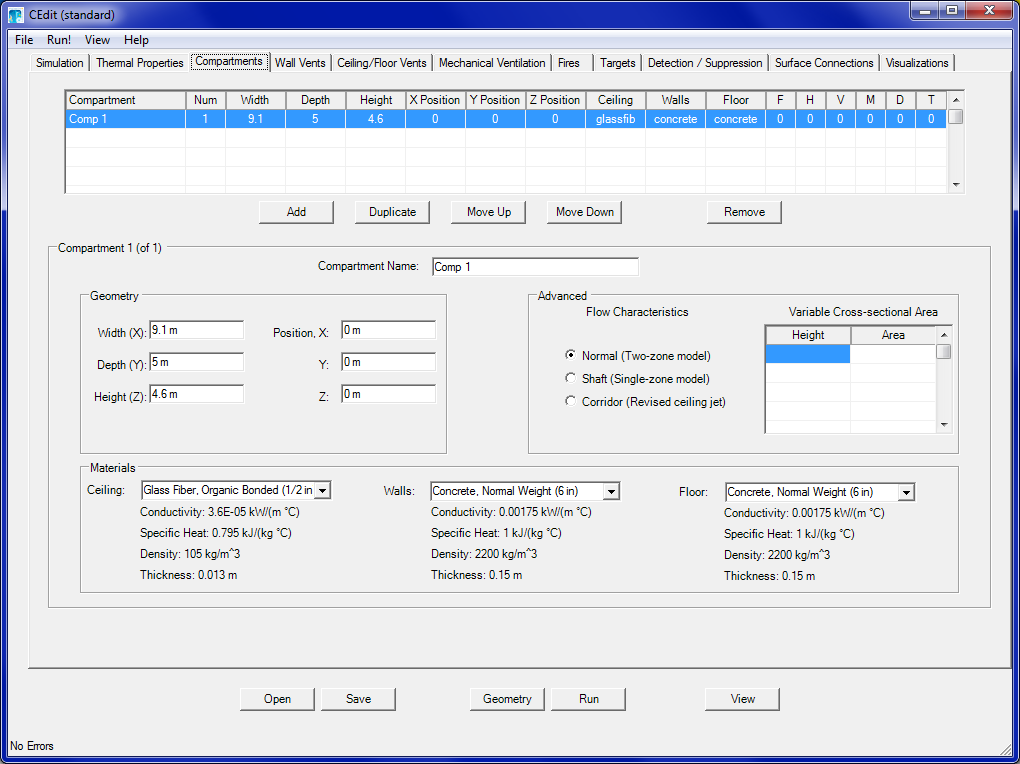 CEdit (standard)
File Run! View Help
Simulation Thermal Properties Compartments Wall Vents Ceiling/Floor Vents Mechanical Ventilation Fires Targets Detection / Suppression Surface Connections Visualizations
Compartment Num Width Depth Height X Position Y Position Z Position Ceiling Walls Floor F H V M D T
Comp 1 1 9.1 5 4.6 0 0 0 glassfib concrete concrete 0 0 0 0 0 0
Add Duplicate Move Up Move Down Remove
Compartment 1 (of 1)
Compartment Name: Comp 1
Geometry
Width (X): 9.1 m Position, X: 0 m
Depth (Y): 5 m Y: 0 m
Height (Z): 4.6 m Z: 0 m
Advanced
Flow Characteristics Variable Cross-sectional Area
Height Area
Normal (Two-zone model)
Shaft (Single-zone model)
Corridor (Revised ceiling jet)
Materials
Ceiling: Glass Fiber, Organic Bonded (1/2 in Walls: Concrete, Normal Weight (6 in) Floor: Concrete, Normal Weight (6 in)
Conductivity: 3.6E-05 kW/(m °C) Conductivity: 0.00175 kW/(m °C) Conductivity: 0.00175 kW/(m °C)
Specific Heat: 0.795 kJ/(kg °C) Specific Heat: 1 kJ/(kg °C) Specific Heat: 1 kJ/(kg °C)
Density: 105 kg/m^3 Density: 2200 kg/m^3 Density: 2200 kg/m^3
Thickness: 0.013 m Thickness: 0.15 m Thickness: 0.15 m
Open Save Geometry Run View
No Errors